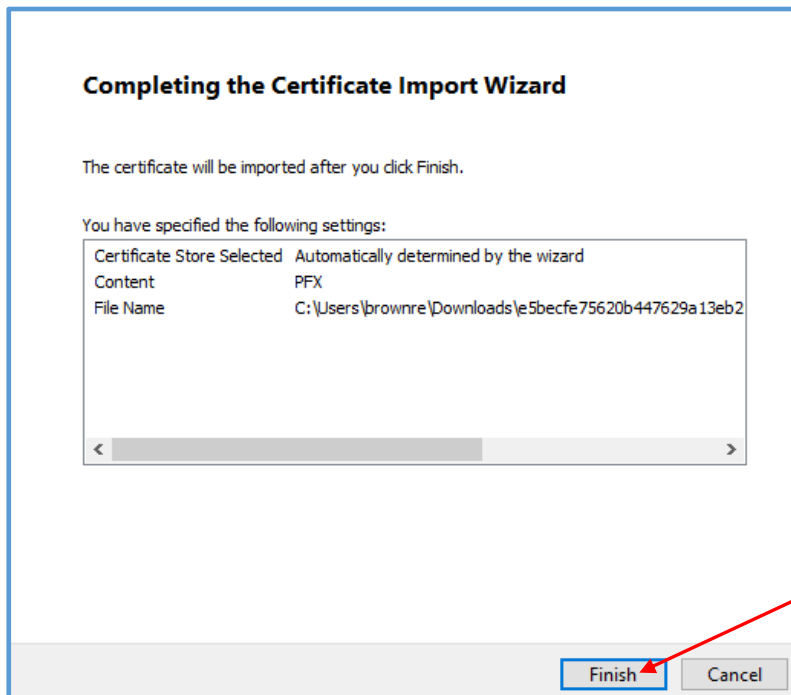 Completing the Certificate Import Wizard
The certificate will be imported after you click Finish.
You have specified the following settings:
Certificate Store Selected Automatically determined by the wizard
Content PFX
File Name C:\Users\brownre\Downloads\e5becfe75620b447629a13eb2
Finish Cancel